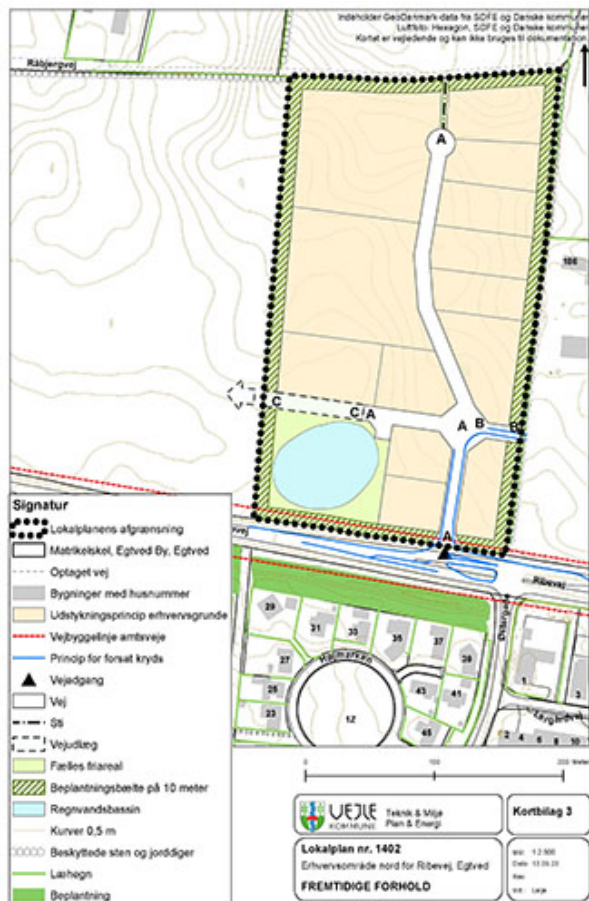 Indeholder GeoDanmark-data fra SDFE og Danske kommuner
Luftfoto: Hexagon, SDFE og Danske kommuner
Kortet er vejledende og kan ikke bruges til dokumentation
Råbjergvej
A
106
C
C/A
A
B
B
A
Ribevej
Østergade
Højmarken
29
31
33
35
37
39
27
25
23
43
41
45
12
1
3
2
4
6
8
10
Signatur
Lokalplanens afgrænsning
Matrikelskel, Egtved By, Egtved
Optaget vej
Bygninger med husnummer
Udstykningsprincip erhvervsgrunde
Vejbyggelinje amtsveje
Princip for forsat kryds
Vejadgang
Vej
Sti
Vejudlæg
Fælles friareal
Beplantningsbælte på 10 meter
Regnvandsbassin
Kurver 0,5 m
Beskyttede sten og jorddiger
Læhegn
Beplantning
0
100
200
VEJLE
KOMMUNE
Teknik & Miljø
Plan & Energi
Kortbilag 3
Lokalplan nr. 1402
Erhvervsområde nord for Ribevej, Egtved
FREMTIDIGE FORHOLD